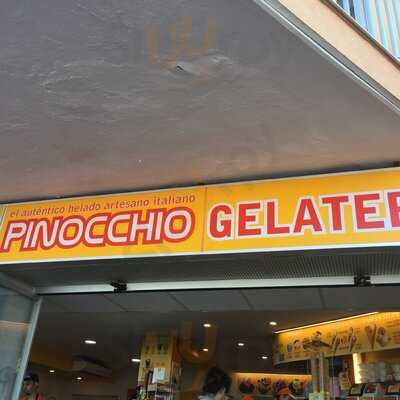 el auténtico helado artesano italiano
PINOCCHIO GELATER